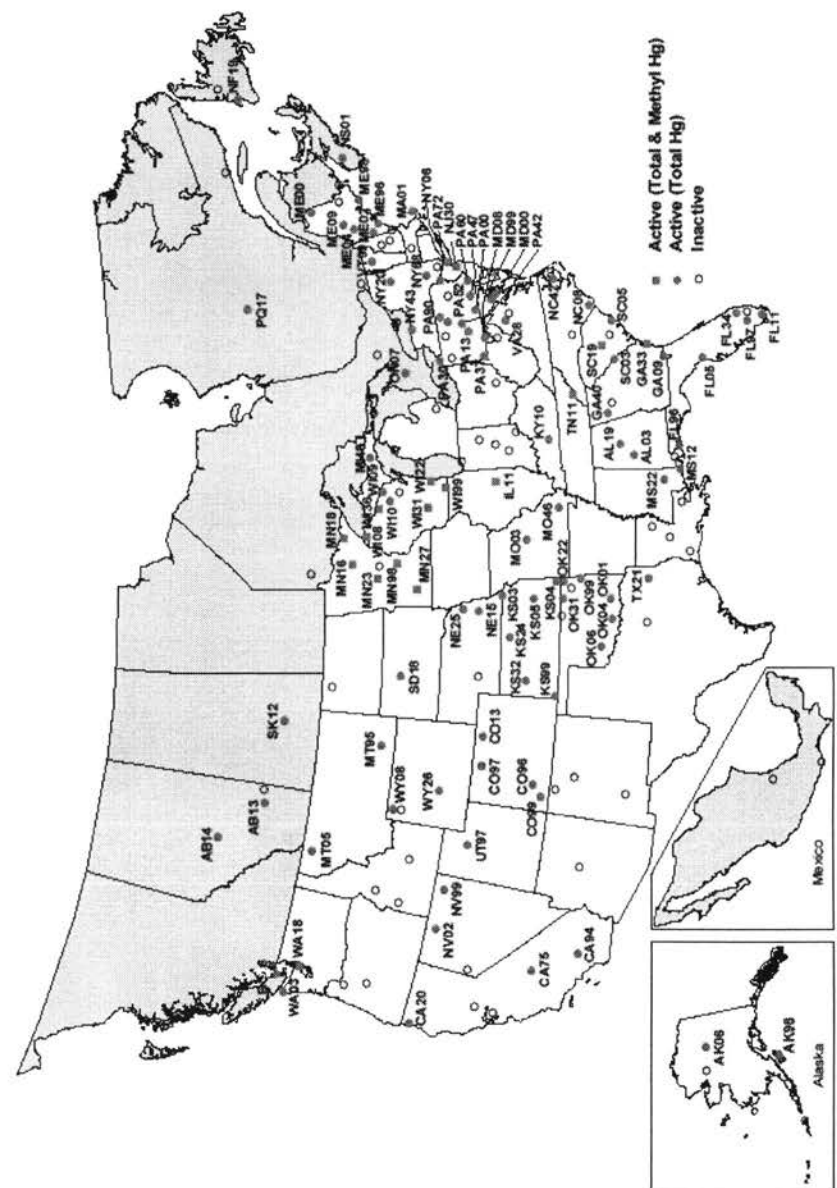 NF19
NS01
PQ17
ME00
ME09
ME98
ME04
ME96
NY20
NY43
NY68
MA01
NY06
PA72
NJ30
PA60
PA47
PA00
MD08
MD99
MD00
PA42
PA90
PA52
PA30
PA13
PA37
VA28
NC42
NC08
SC05
SC19
SC03
GA33
GA09
GA40
FL34
FL97
FL11
FL05
FL96
AL19
AL03
MS12
MS22
TN11
KY10
MI48
WI09
WI36
WI08
WI10
WI22
WI31
WI99
IL11
MN18
MN16
MN23
MN98
MN27
MO03
MO46
NE25
NE15
KS03
KS24
KS32
KS05
KS04
KS99
OK22
OK31
OK99
OK01
OK04
OK06
TX21
SD18
SK12
AB14
AB13
MT05
MT95
WY08
WY26
CO13
CO97
CO96
CO99
UT97
NV02
NV99
WA18
WA03
CA20
CA75
CA94
Active (Total & Methyl Hg)
Active (Total Hg)
Inactive
Mexico
AK06
AK98
Alaska